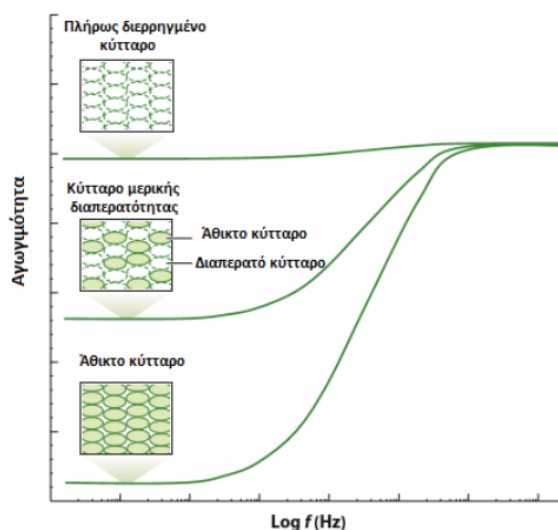 Πλήρως διερρηγμένο
κύτταρο
Κύτταρο μερικής
διαπερατότητας
Άθικτο κύτταρο
Διαπερατό κύτταρο
Άθικτο κύτταρο
Αγωγιμότητα
Log f (Hz)